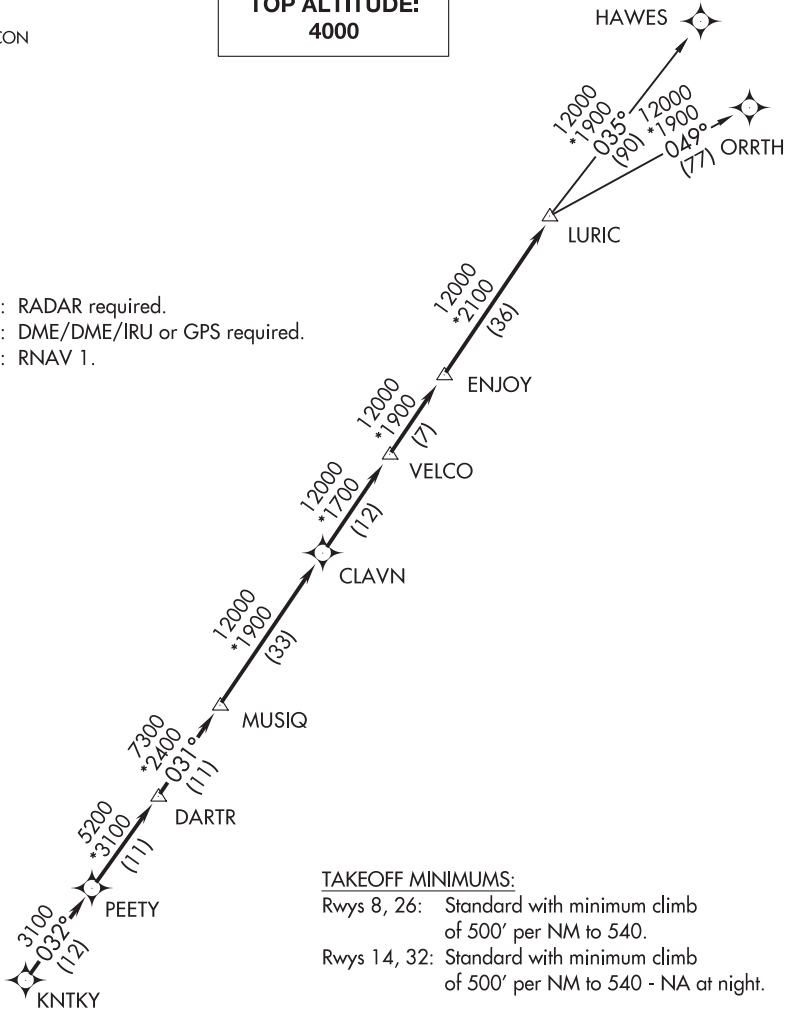 TOP ALTITUDE:
4000
CON
HAWES
12000
*1900
035°
(90)
12000
*1900
049°
(77)
ORRTH
LURIC
: RADAR required.
: DME/DME/IRU or GPS required.
: RNAV 1.
12000
*2100
(36)
ENJOY
12000
*1900
(7)
VELCO
12000
*1700
(12)
CLAVN
12000
*1900
(33)
MUSIQ
7300
*2400
031°
(11)
DARTR
5200
*3100
(11)
PEETY
3100
032°
(12)
KNTKY
TAKEOFF MINIMUMS:
Rwys 8, 26: Standard with minimum climb
of 500' per NM to 540.
Rwys 14, 32: Standard with minimum climb
of 500' per NM to 540 - NA at night.